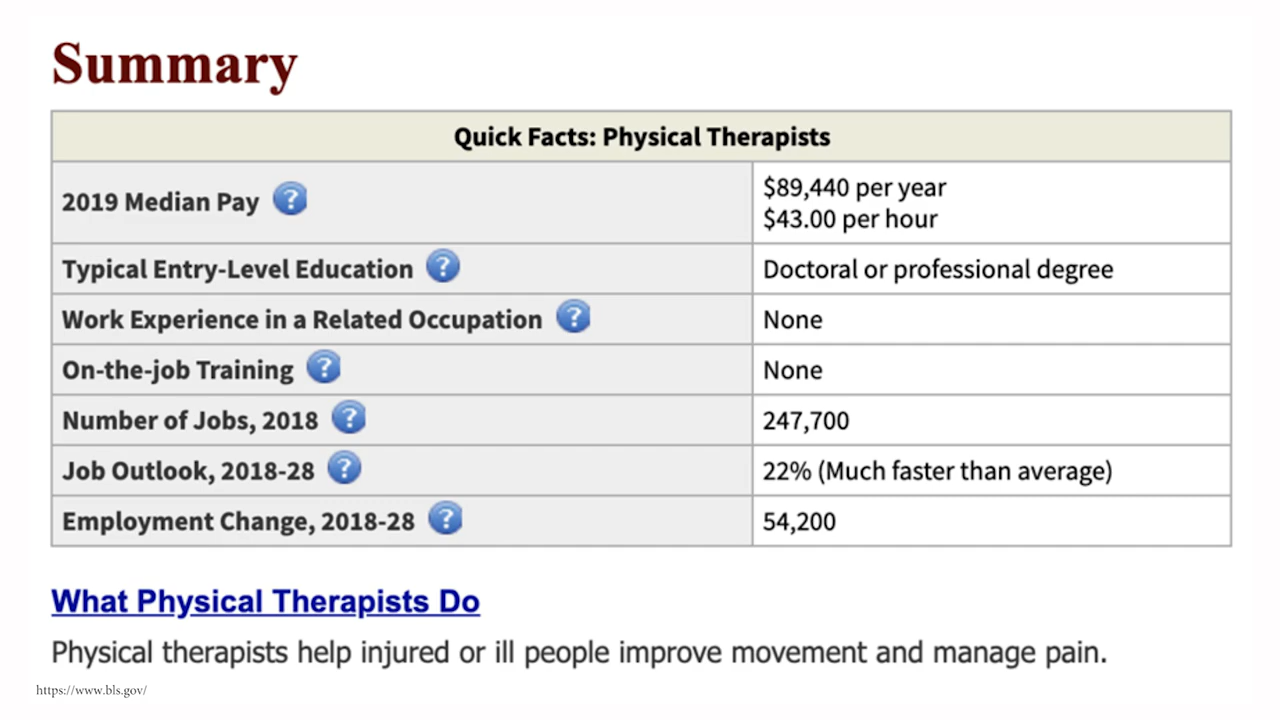 Summary
Quick Facts: Physical Therapists
2019 Median Pay ?
$89,440 per year
$43.00 per hour
Typical Entry-Level Education ?
Doctoral or professional degree
Work Experience in a Related Occupation ?
None
On-the-job Training ?
None
Number of Jobs, 2018 ?
247,700
Job Outlook, 2018-28 ?
22% (Much faster than average)
Employment Change, 2018-28 ?
54,200
What Physical Therapists Do
Physical therapists help injured or ill people improve movement and manage pain.
https://www.bls.gov/